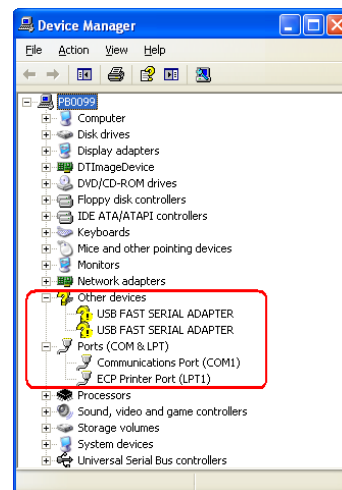 Device Manager
File Action View Help
PB0099
Computer
Disk drives
Display adapters
DTImageDevice
DVD/CD-ROM drives
Floppy disk controllers
IDE ATA/ATAPI controllers
Keyboards
Mice and other pointing devices
Monitors
Network adapters
Other devices
USB FAST SERIAL ADAPTER
USB FAST SERIAL ADAPTER
Ports (COM & LPT)
Communications Port (COM1)
ECP Printer Port (LPT1)
Processors
Sound, video and game controllers
Storage volumes
System devices
Universal Serial Bus controllers